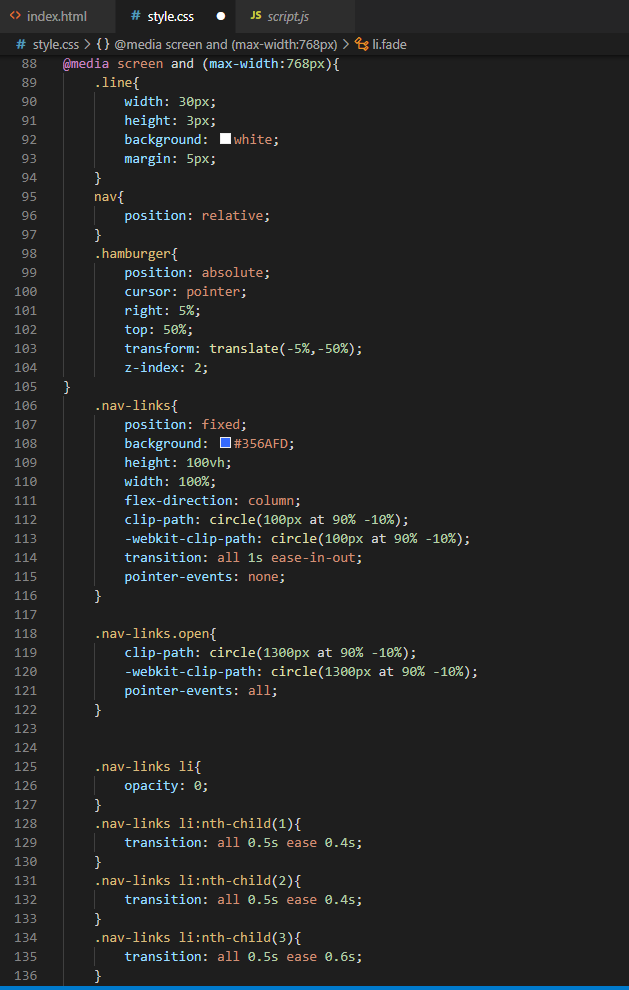 index.html # style.css JS script.js
# style.css > {} @media screen and (max-width:768px) > li.fade
88 @media screen and (max-width:768px){
89 .line{
90 width: 30px;
91 height: 3px;
92 background: white;
93 margin: 5px;
94 }
95 nav{
96 position: relative;
97 }
98 .hamburger{
99 position: absolute;
100 cursor: pointer;
101 right: 5%;
102 top: 50%;
103 transform: translate(-5%,-50%);
104 z-index: 2;
105 }
106 .nav-links{
107 position: fixed;
108 background: #356AFD;
109 height: 100vh;
110 width: 100%;
111 flex-direction: column;
112 clip-path: circle(100px at 90% -10%);
113 -webkit-clip-path: circle(100px at 90% -10%);
114 transition: all 1s ease-in-out;
115 pointer-events: none;
116 }
117
118 .nav-links.open{
119 clip-path: circle(1300px at 90% -10%);
120 -webkit-clip-path: circle(1300px at 90% -10%);
121 pointer-events: all;
122 }
123
124
125 .nav-links li{
126 opacity: 0;
127 }
128 .nav-links li:nth-child(1){
129 transition: all 0.5s ease 0.4s;
130 }
131 .nav-links li:nth-child(2){
132 transition: all 0.5s ease 0.4s;
133 }
134 .nav-links li:nth-child(3){
135 transition: all 0.5s ease 0.6s;
136 }